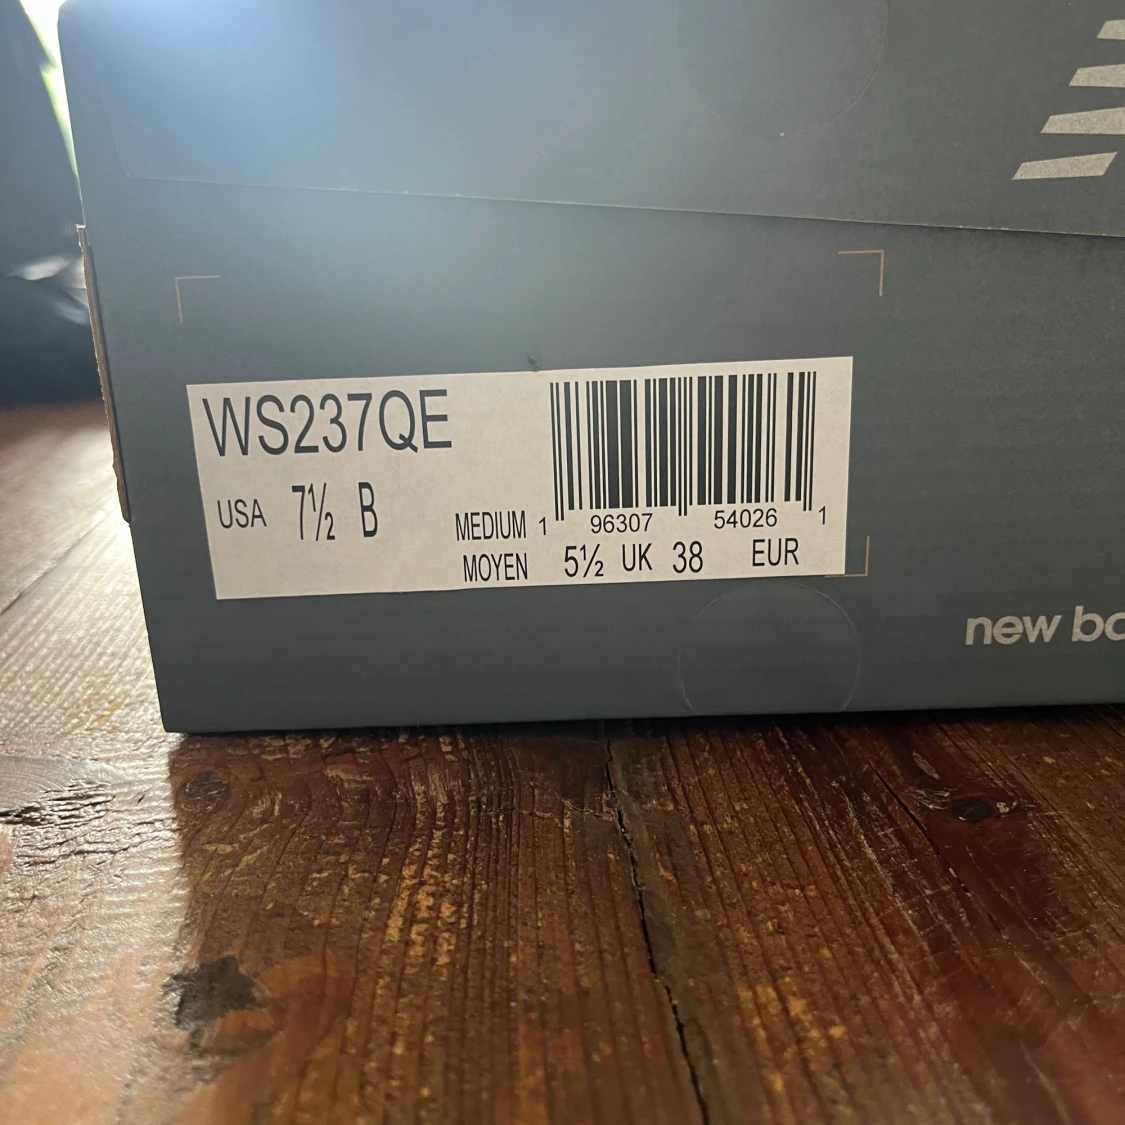 WS237QE
USA 7½ B
MEDIUM 1 96307 54026 1
MOYEN 5½ UK 38 EUR
new ba